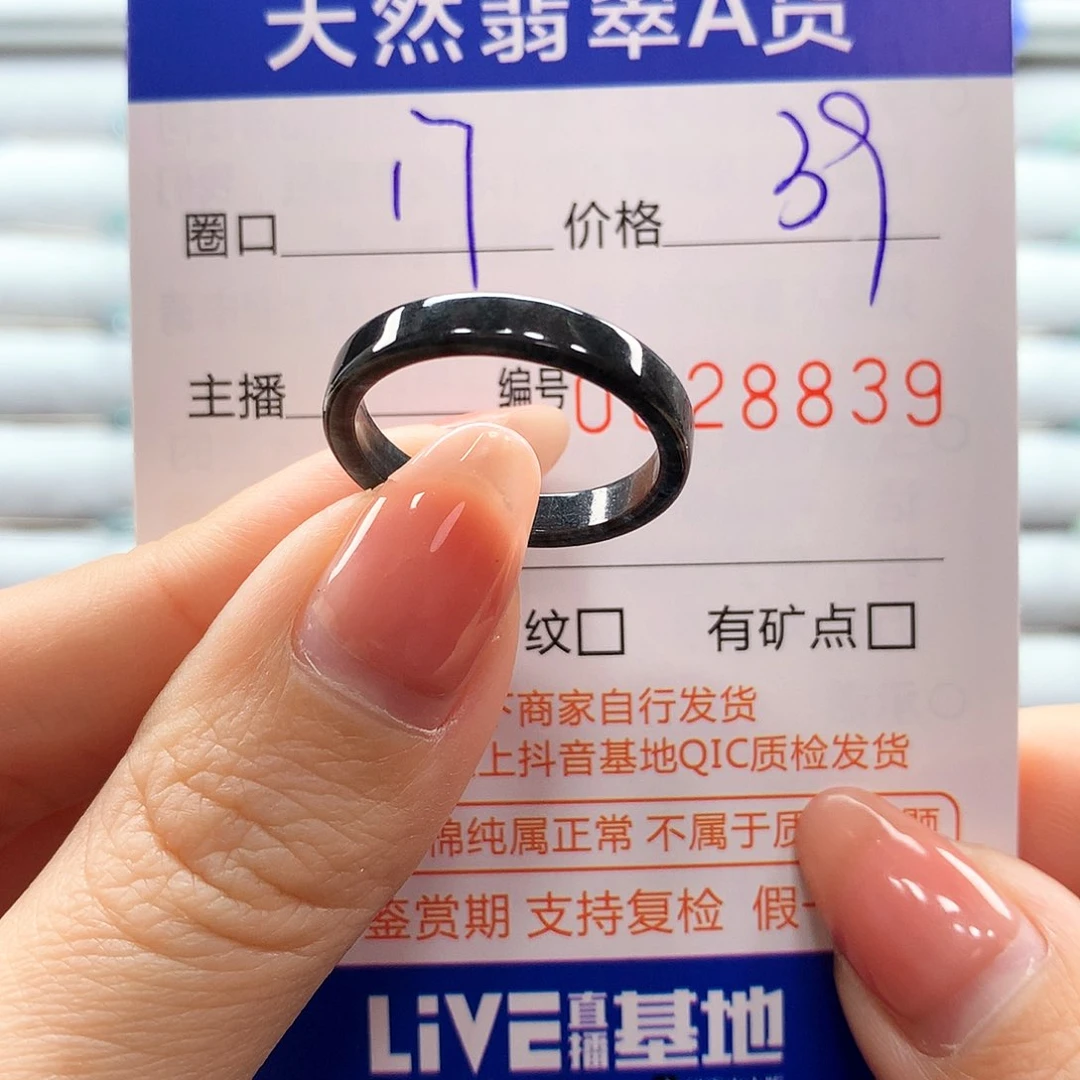 天然翡翠A货
圈口 17 价格 39
主播 编号 28839
纹□ 有矿点□
商家自行发货
上抖音基地QIC质检发货
棉纯属正常 不属于质 题
鉴赏期 支持复检 假一
LiVE直播基地